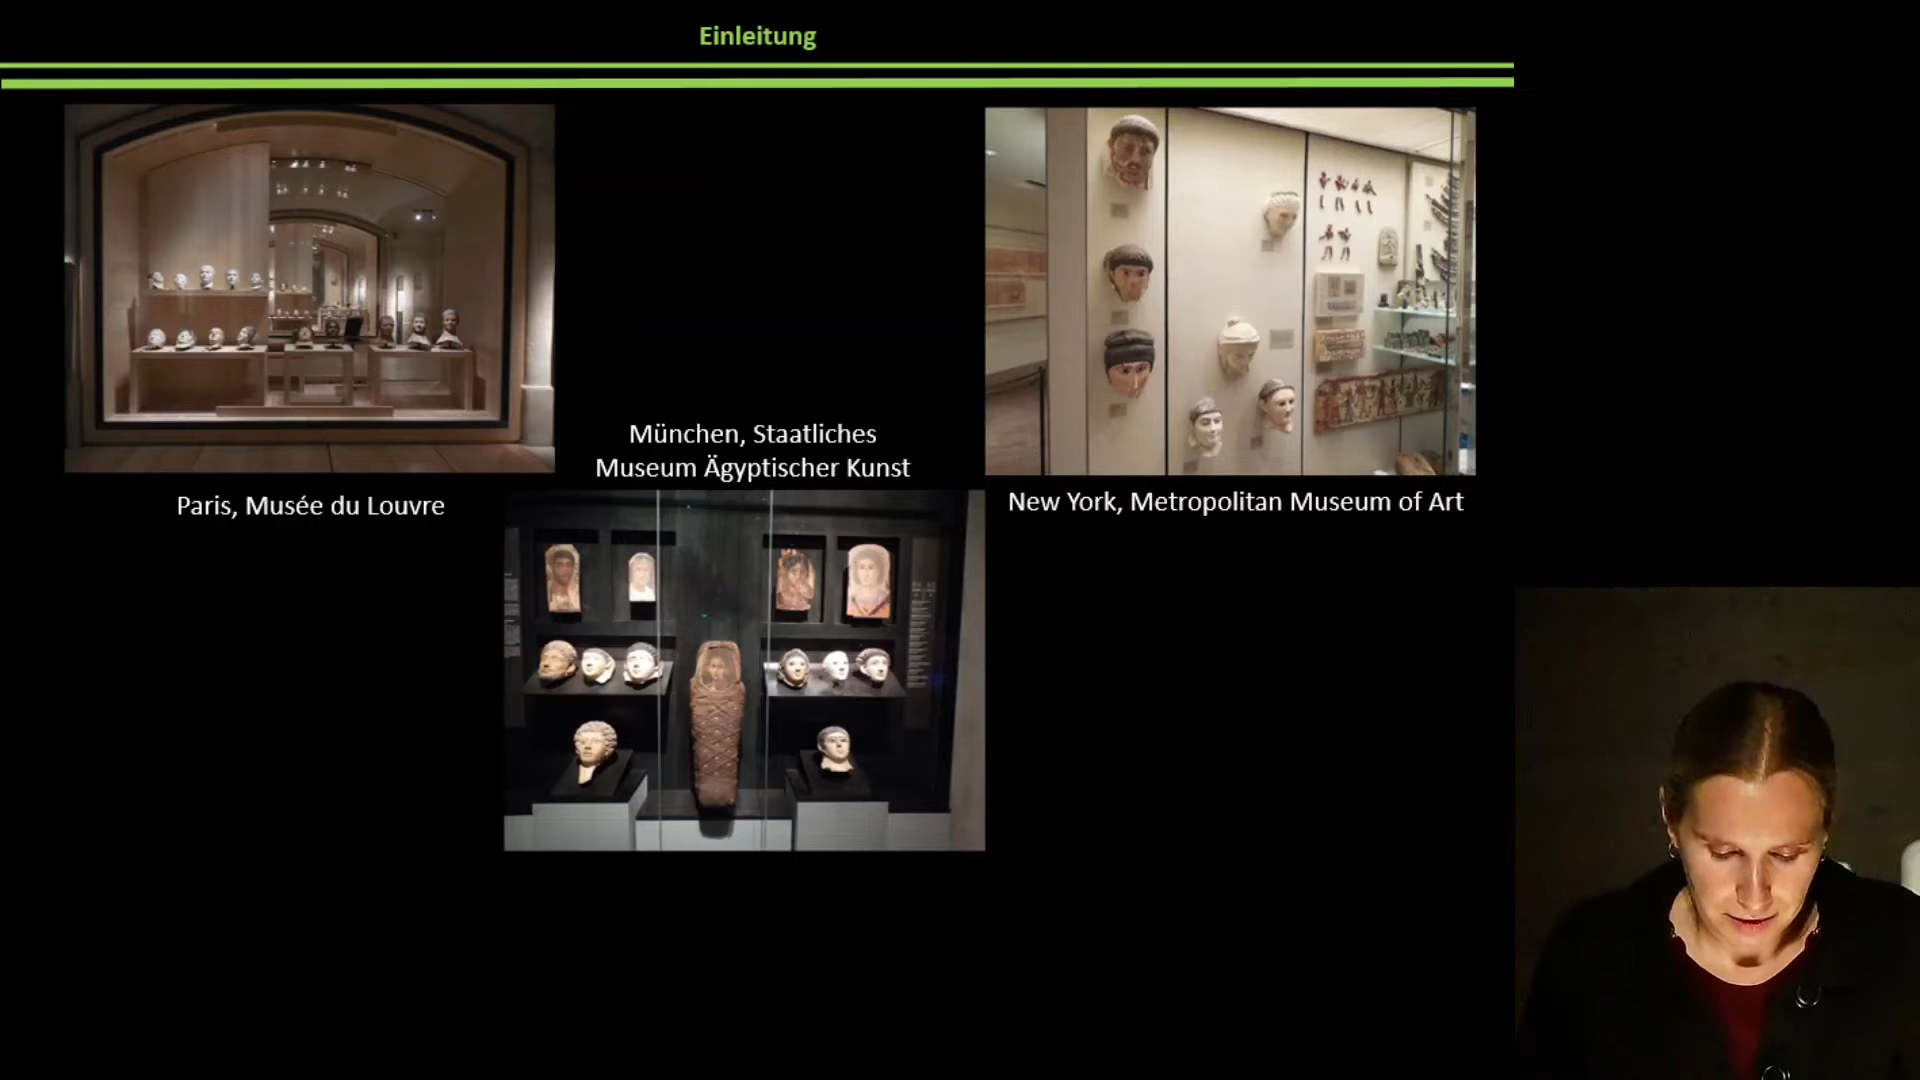 Einleitung
Paris, Musée du Louvre
München, Staatliches
Museum Ägyptischer Kunst
New York, Metropolitan Museum of Art